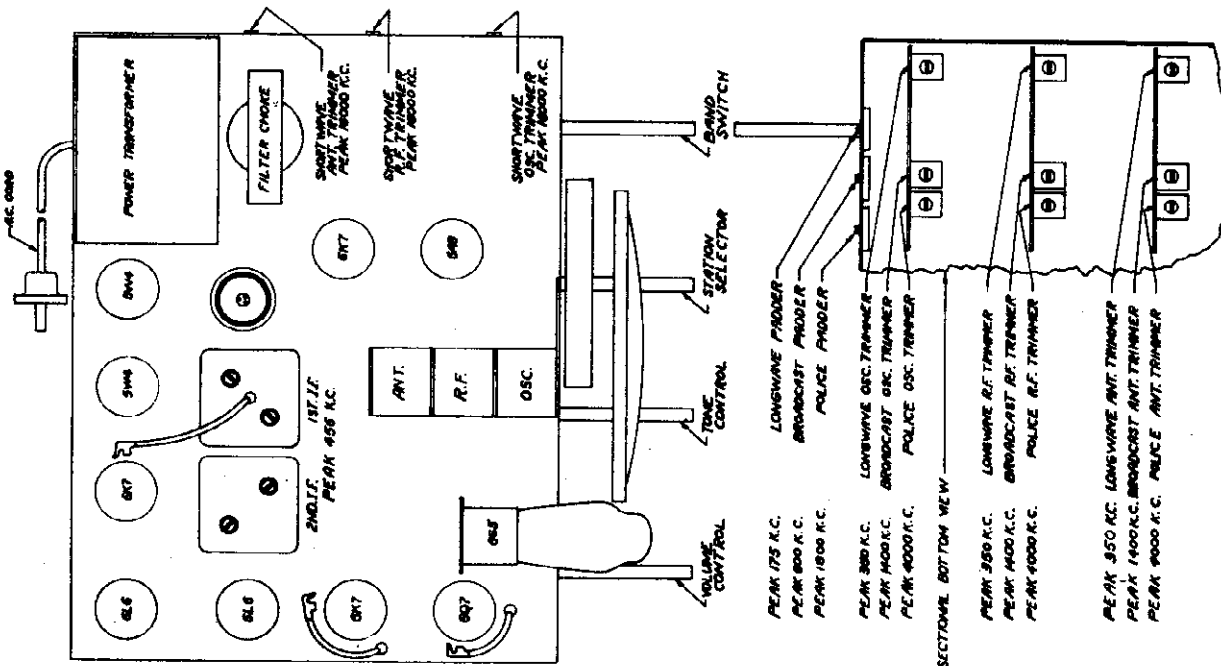 A.C. CORD
POWER TRANSFORMER
FILTER CHOKE
SHORTWAVE
ANT. TRIMMER
PEAK 18000 K.C.
SHORTWAVE
R.F. TRIMMER
PEAK 18000 K.C.
SHORTWAVE
OSC. TRIMMER
PEAK 18000 K.C.
5W4
5W4
6K7
6L6
6L6
6K7
6Q7
6K7
6A8
6G5
1ST. I.F.
2ND. I.F.
PEAK 456 K.C.
ANT.
R.F.
OSC.
BAND
SWITCH
STATION
SELECTOR
TONE
CONTROL
VOLUME
CONTROL
PEAK 175 K.C. LONGWAVE PADDER
PEAK 600 K.C. BROADCAST PADDER
PEAK 1800 K.C. POLICE PADDER
PEAK 350 K.C. LONGWAVE OSC. TRIMMER
PEAK 1400 K.C. BROADCAST OSC. TRIMMER
PEAK 4000 K.C. POLICE OSC. TRIMMER
SECTIONAL BOTTOM VIEW
PEAK 350 K.C. LONGWAVE R.F. TRIMMER
PEAK 1400 K.C. BROADCAST R.F. TRIMMER
PEAK 4000 K.C. POLICE R.F. TRIMMER
PEAK 350 K.C. LONGWAVE ANT. TRIMMER
PEAK 1400 K.C. BROADCAST ANT. TRIMMER
PEAK 4000 K.C. POLICE ANT. TRIMMER